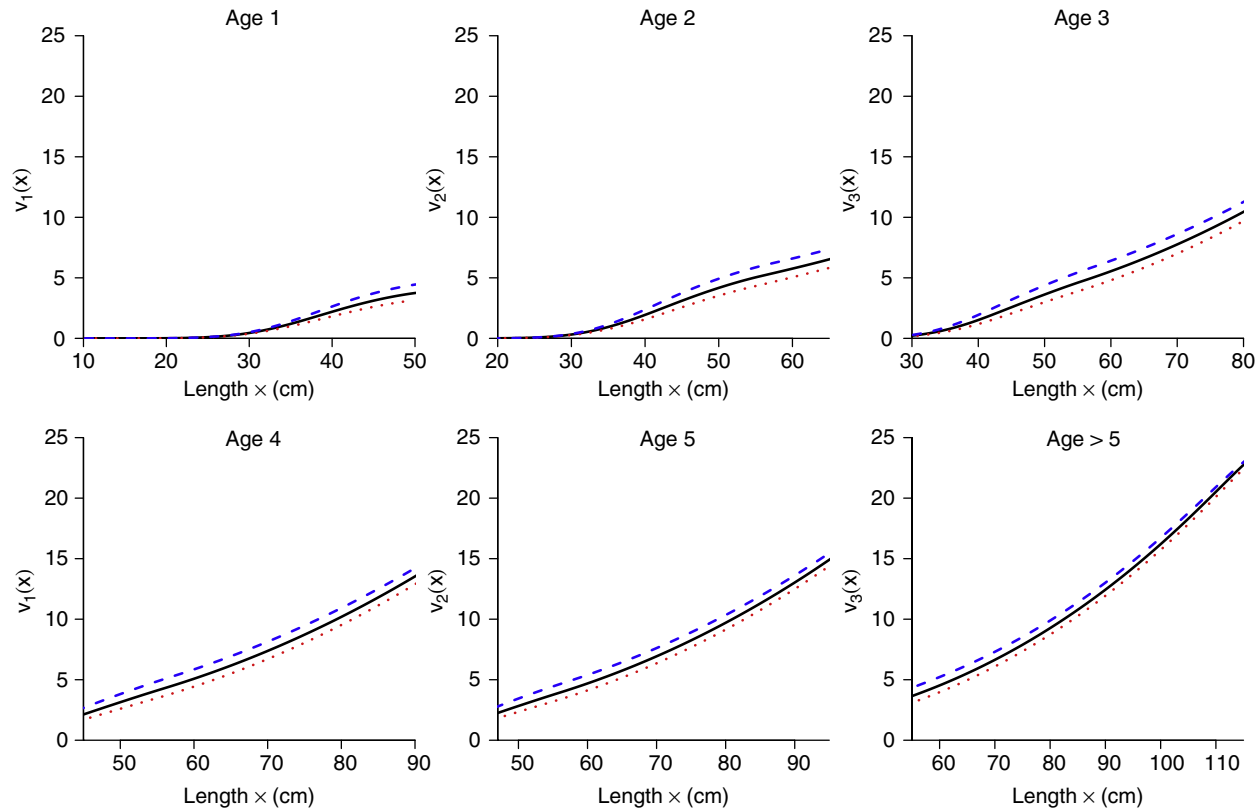 Age 1
25
20
15
10
5
0
v1(x)
10 20 30 40 50
Length × (cm)
Age 2
25
20
15
10
5
0
v2(x)
20 30 40 50 60
Length × (cm)
Age 3
25
20
15
10
5
0
v3(x)
30 40 50 60 70 80
Length × (cm)
Age 4
25
20
15
10
5
0
v1(x)
50 60 70 80 90
Length × (cm)
Age 5
25
20
15
10
5
0
v2(x)
50 60 70 80 90
Length × (cm)
Age > 5
25
20
15
10
5
0
v3(x)
60 70 80 90 100 110
Length × (cm)